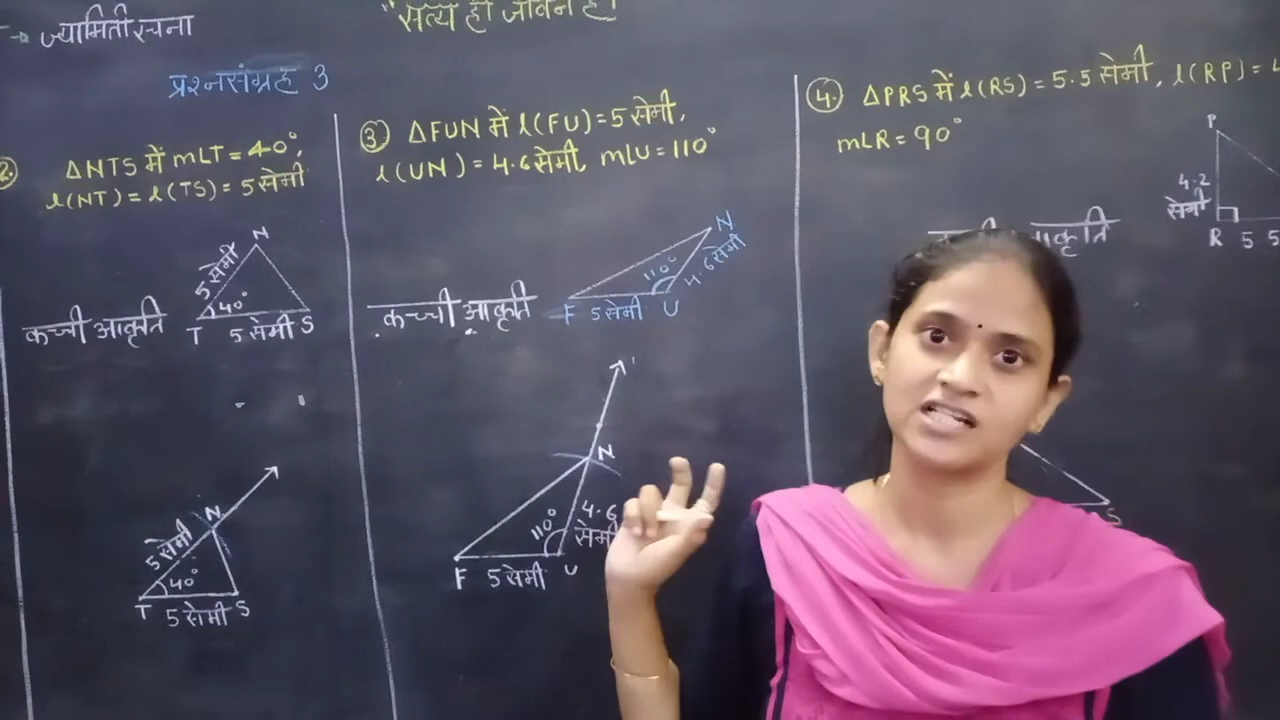 → ज्यामिती रचना
"सत्य ही जीवन है।
प्रश्नसंग्रह 3
2.
ΔNTS में m∠T = 40°,
l(NT) = l(TS) = 5 सेमी
N
5 सेमी
40°
कच्ची आकृति
T 5 सेमी S
N
5 सेमी
40°
T 5 सेमी S
3. ΔFUN में l(FU) = 5 सेमी,
l(UN) = 4.6 सेमी, m∠U = 110°
N
110°
4.6 सेमी
कच्ची आकृति
F 5 सेमी U
N
110°
4.6
सेमी
F 5 सेमी U
4. ΔPRS में l(RS) = 5.5 सेमी, l(RP) = 4
m∠R = 90°
P
4.2
सेमी
R 5 5
आकृति
S